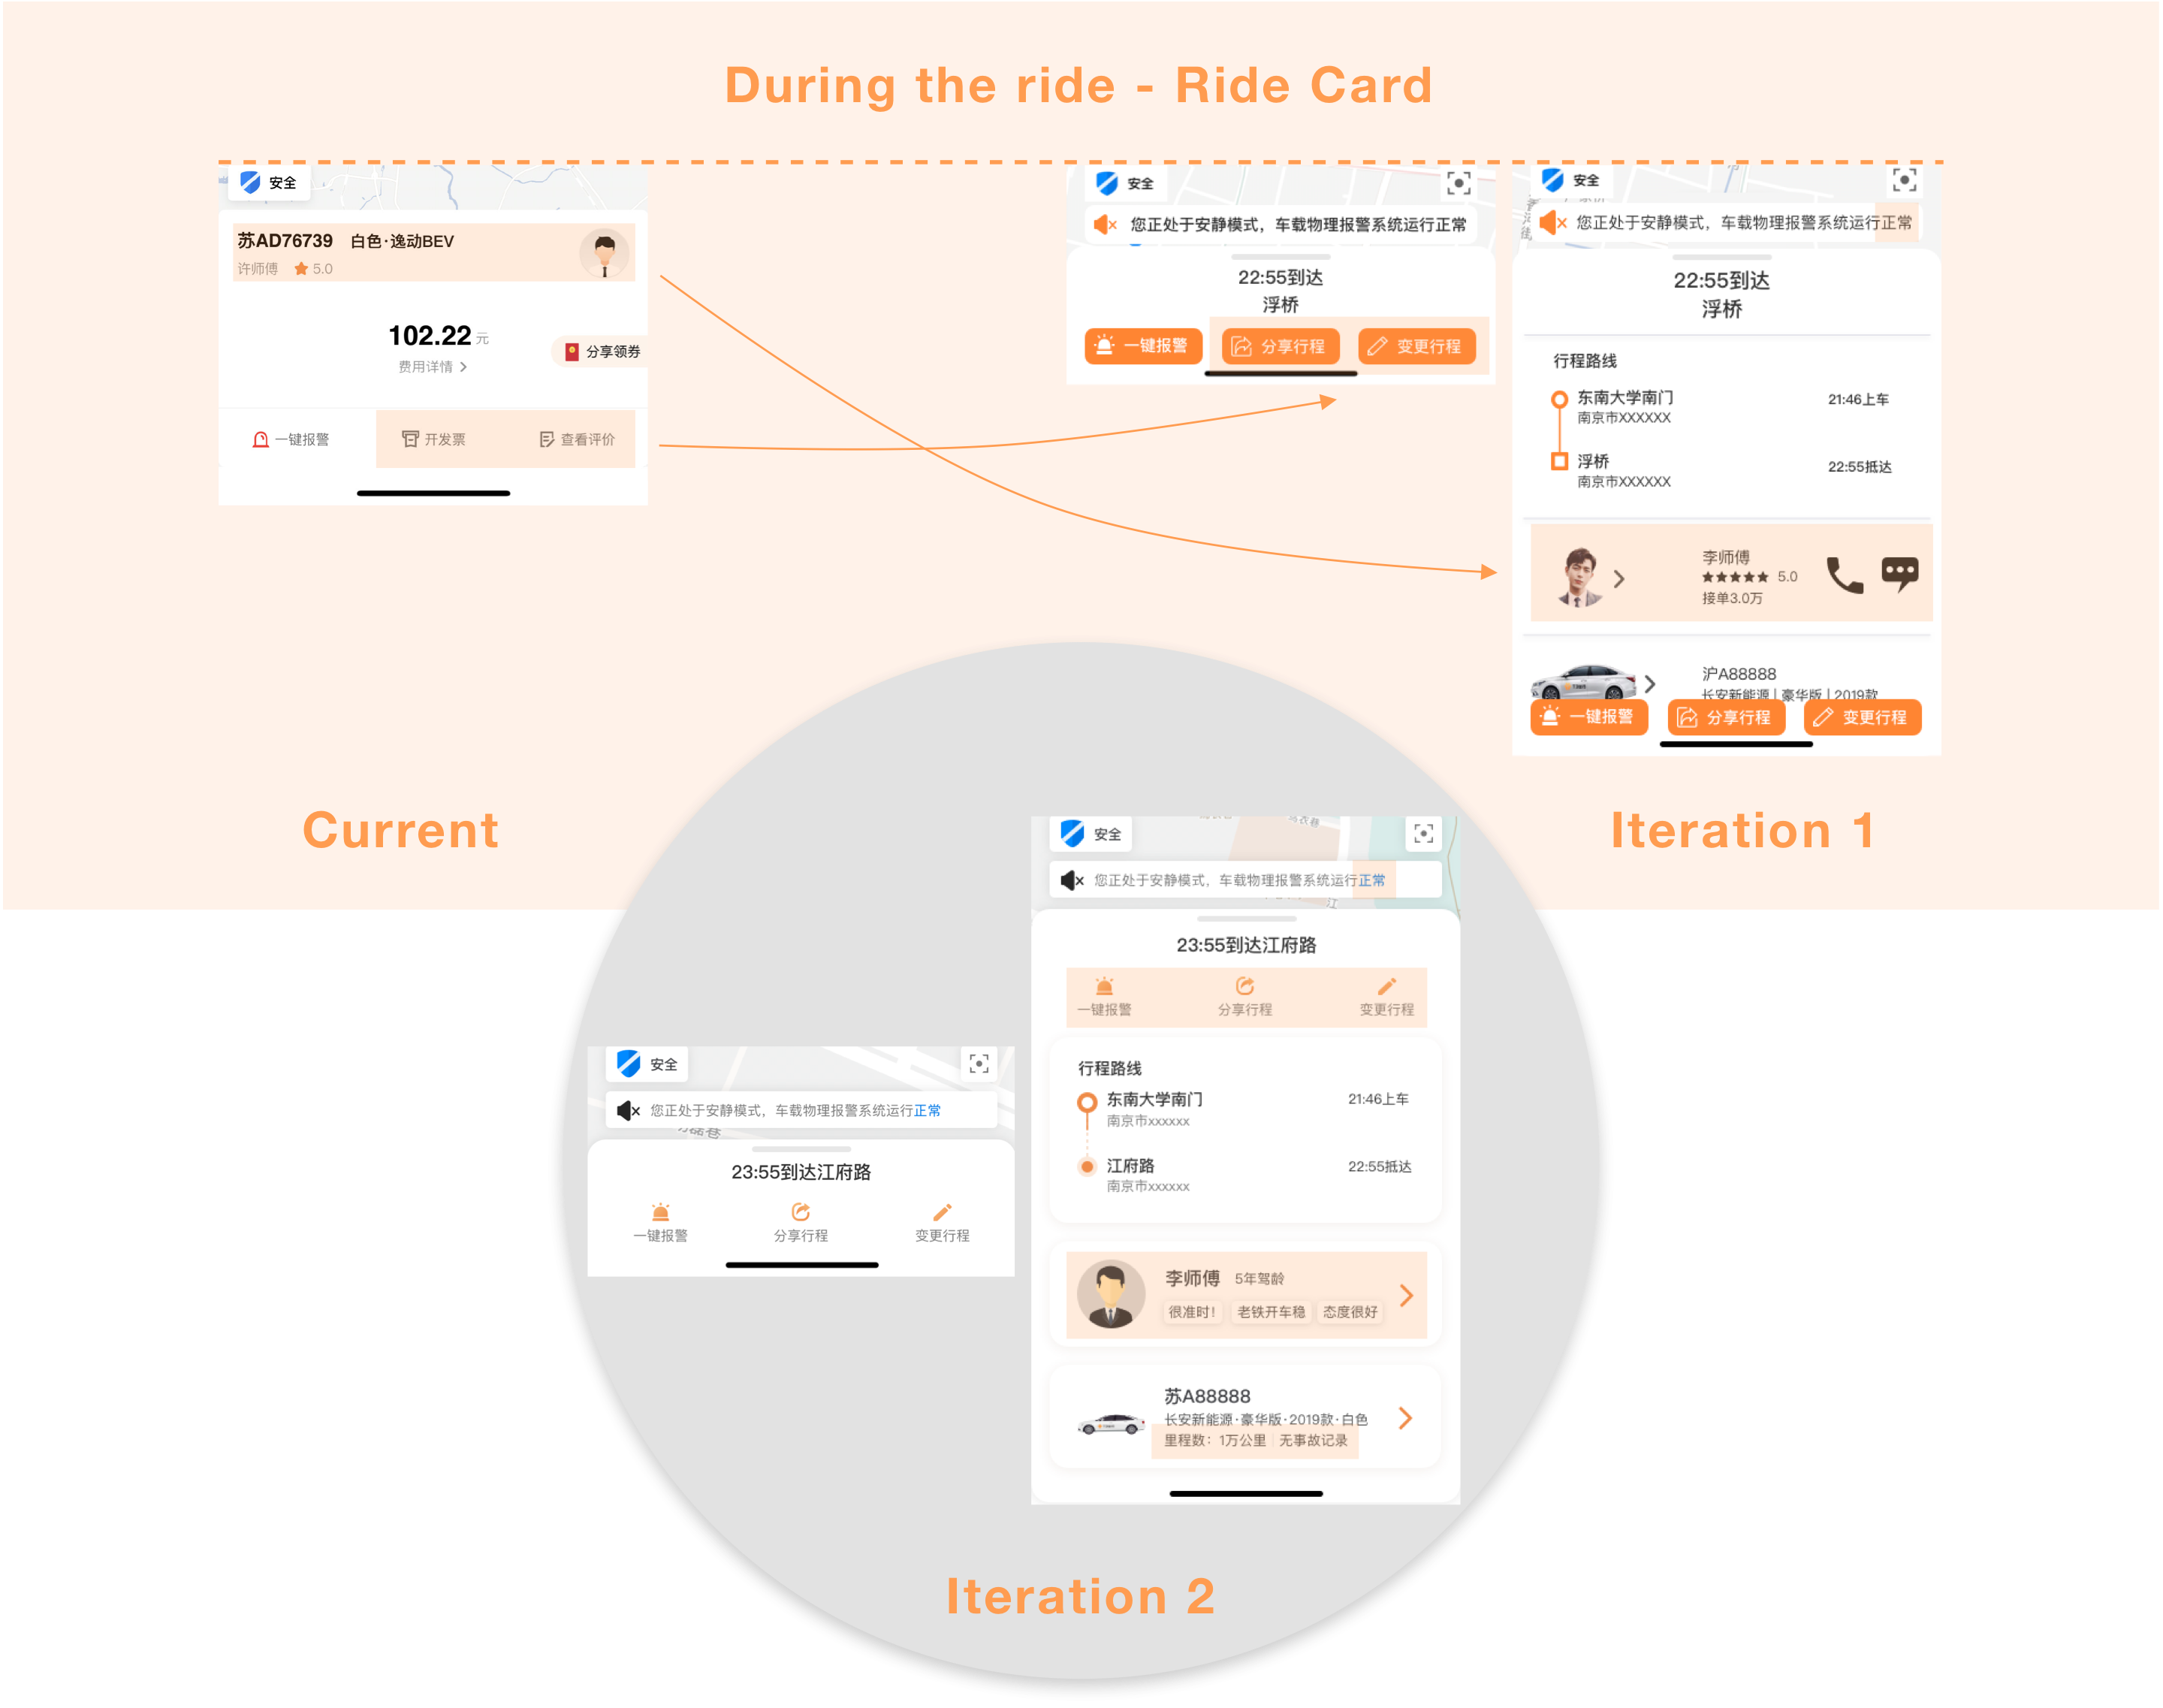 During the ride - Ride Card
安全
苏AD76739 白色·逸动BEV
许师傅 5.0
102.22 元
费用详情
分享领券
一键报警 开发票 查看评价
Current
安全
您正处于安静模式，车载物理报警系统运行正常
22:55到达
浮桥
一键报警 分享行程 变更行程
安全
您正处于安静模式，车载物理报警系统运行正常
22:55到达
浮桥
行程路线
东南大学南门 21:46上车
南京市XXXXXX
浮桥 22:55抵达
南京市XXXXXX
李师傅
5.0
接单3.0万
沪A88888
长安新能源 | 豪华版 | 2019款
一键报警 分享行程 变更行程
Iteration 1
安全
您正处于安静模式，车载物理报警系统运行正常
23:55到达江府路
一键报警 分享行程 变更行程
安全
您正处于安静模式，车载物理报警系统运行正常
江
23:55到达江府路
一键报警 分享行程 变更行程
行程路线
东南大学南门 21:46上车
南京市xxxxxx
江府路 22:55抵达
南京市xxxxxx
李师傅 5年驾龄
很准时！ 老铁开车稳 态度很好
苏A88888
长安新能源·豪华版·2019款·白色
里程数：1万公里 无事故记录
Iteration 2